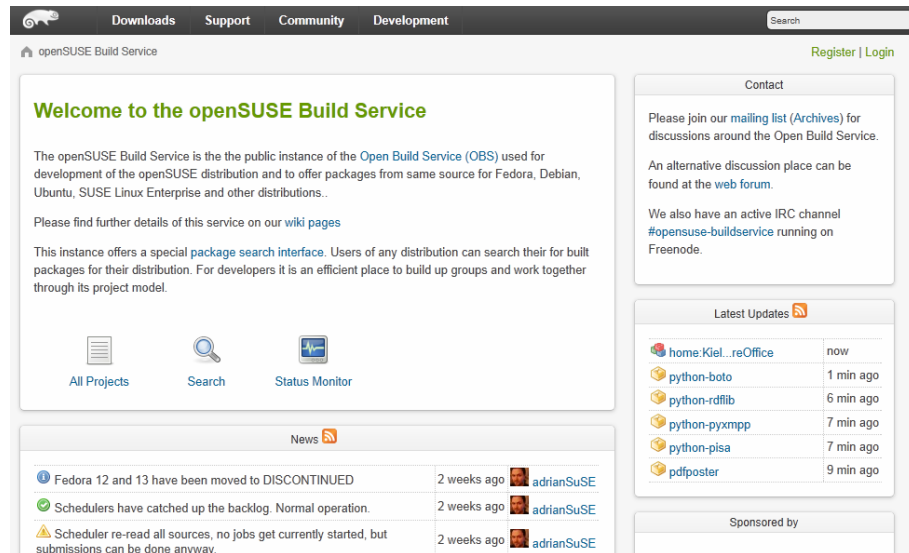 Downloads Support Community Development Search
openSUSE Build Service Register | Login
Welcome to the openSUSE Build Service
The openSUSE Build Service is the the public instance of the Open Build Service (OBS) used for
development of the openSUSE distribution and to offer packages from same source for Fedora, Debian,
Ubuntu, SUSE Linux Enterprise and other distributions..
Please find further details of this service on our wiki pages
This instance offers a special package search interface. Users of any distribution can search their for built
packages for their distribution. For developers it is an efficient place to build up groups and work together
through its project model.
All Projects Search Status Monitor
News
Fedora 12 and 13 have been moved to DISCONTINUED 2 weeks ago adrianSuSE
Schedulers have catched up the backlog. Normal operation. 2 weeks ago adrianSuSE
Scheduler re-read all sources, no jobs get currently started, but
submissions can be done anyway. 2 weeks ago adrianSuSE
Contact
Please join our mailing list (Archives) for
discussions around the Open Build Service.
An alternative discussion place can be
found at the web forum.
We also have an active IRC channel
#opensuse-buildservice running on
Freenode.
Latest Updates
home:Kiel...reOffice now
python-boto 1 min ago
python-rdflib 6 min ago
python-pyxmpp 7 min ago
python-pisa 7 min ago
pdfposter 9 min ago
Sponsored by